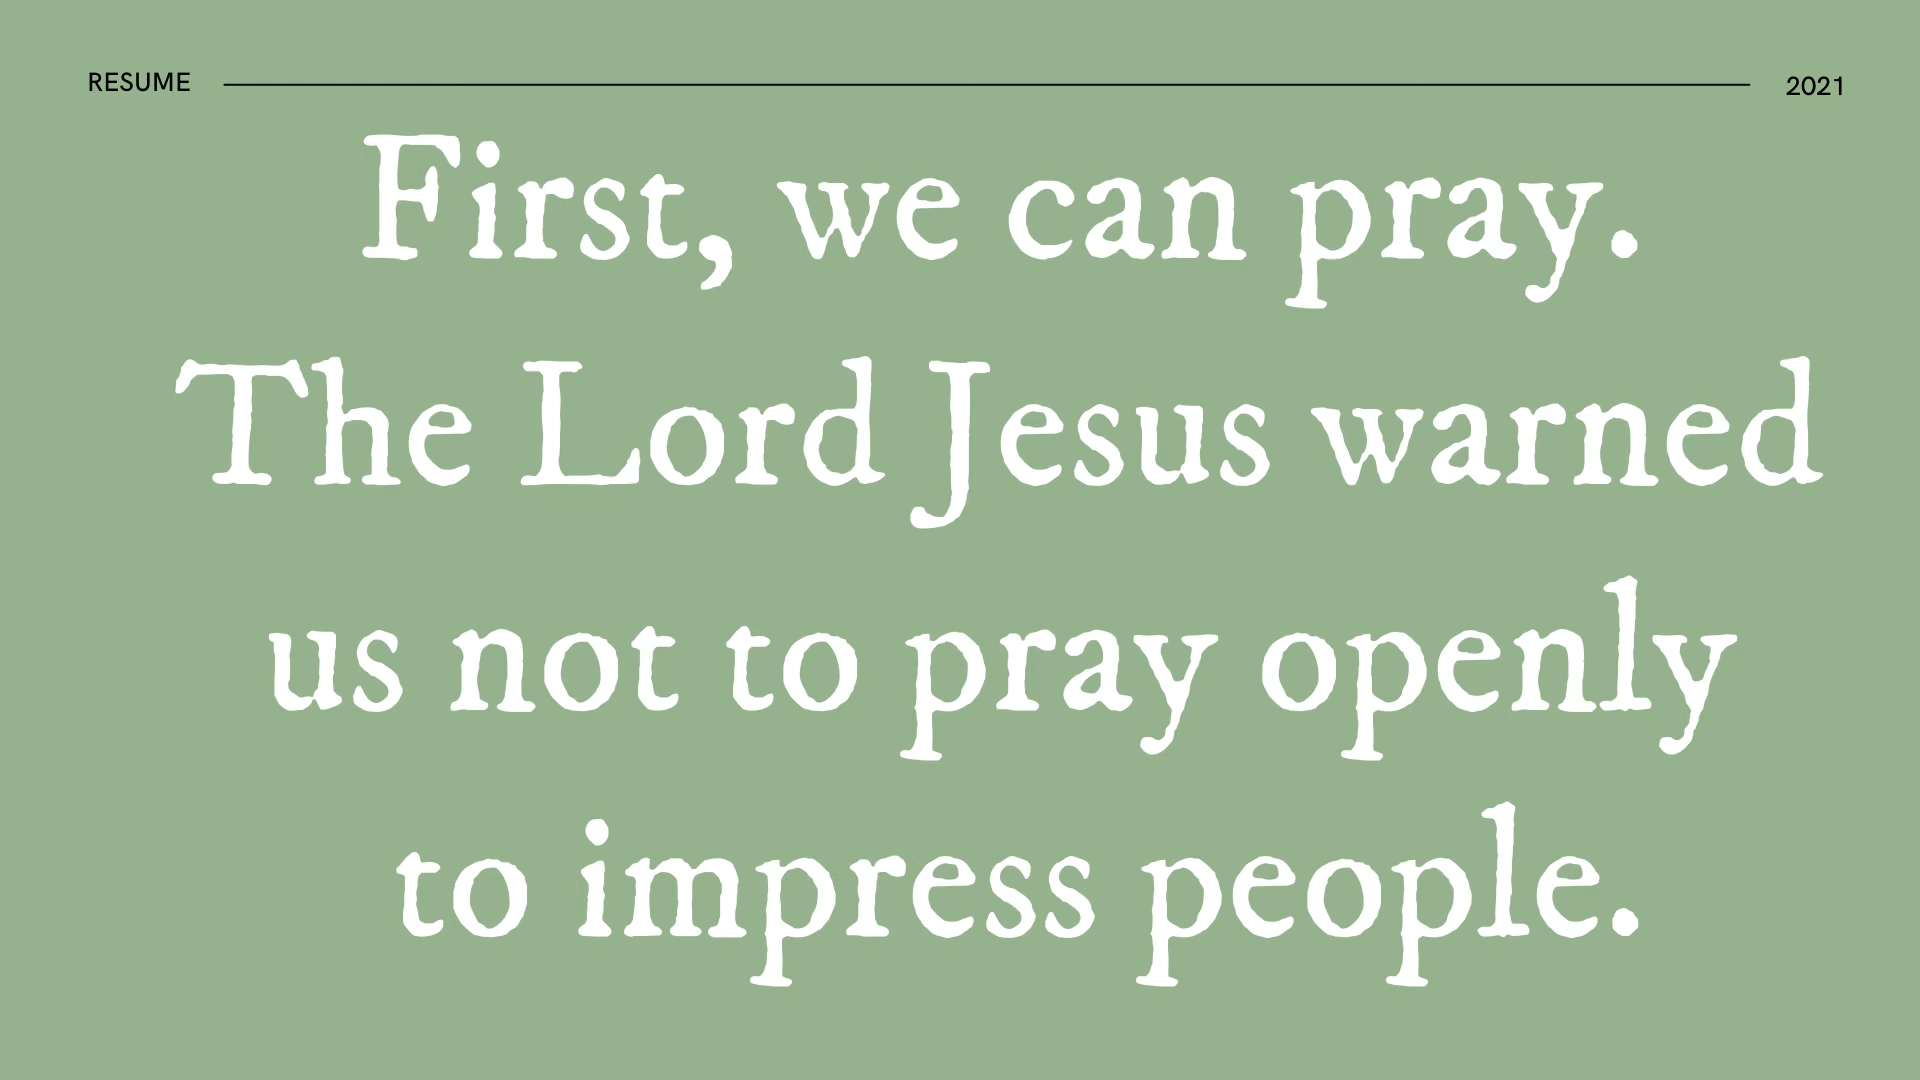 RESUME 2021
First, we can pray.
The Lord Jesus warned
us not to pray openly
to impress people.